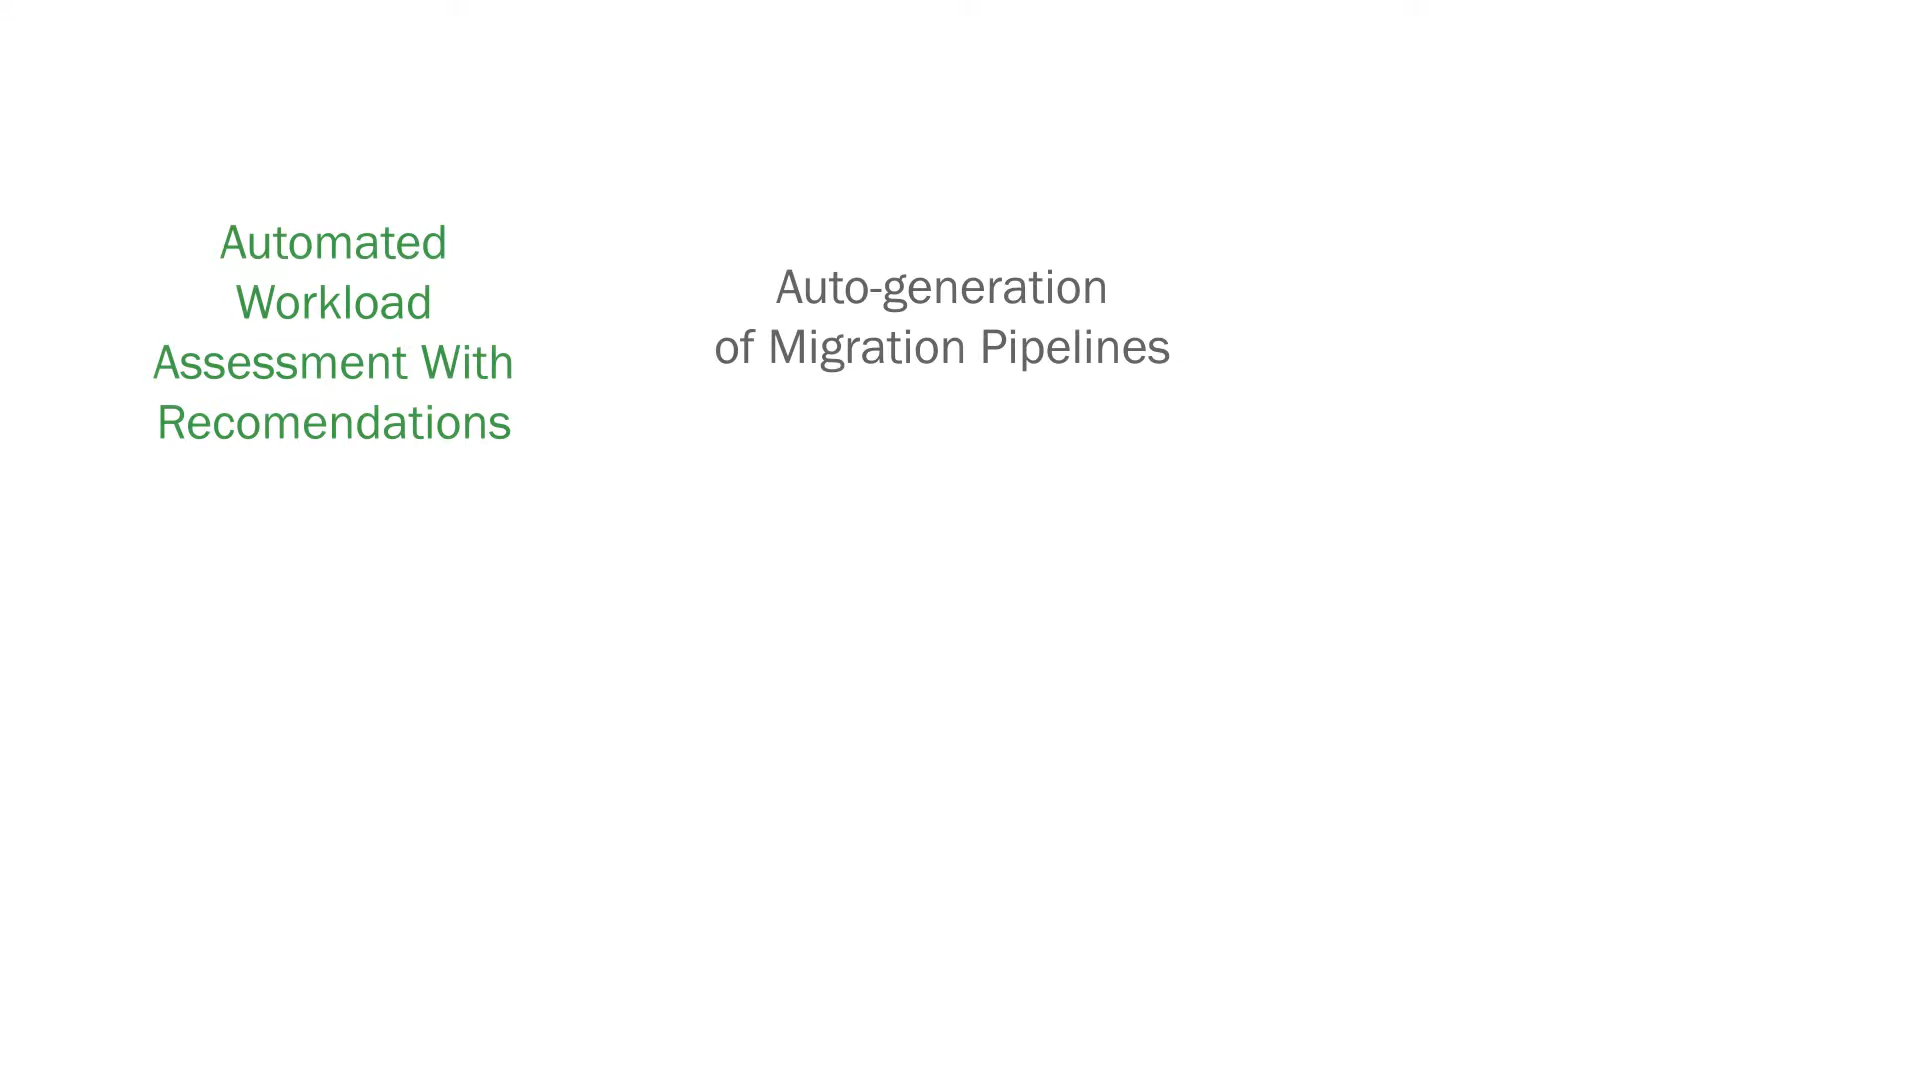 Automated
Workload
Assessment With
Recomendations
Auto-generation
of Migration Pipelines